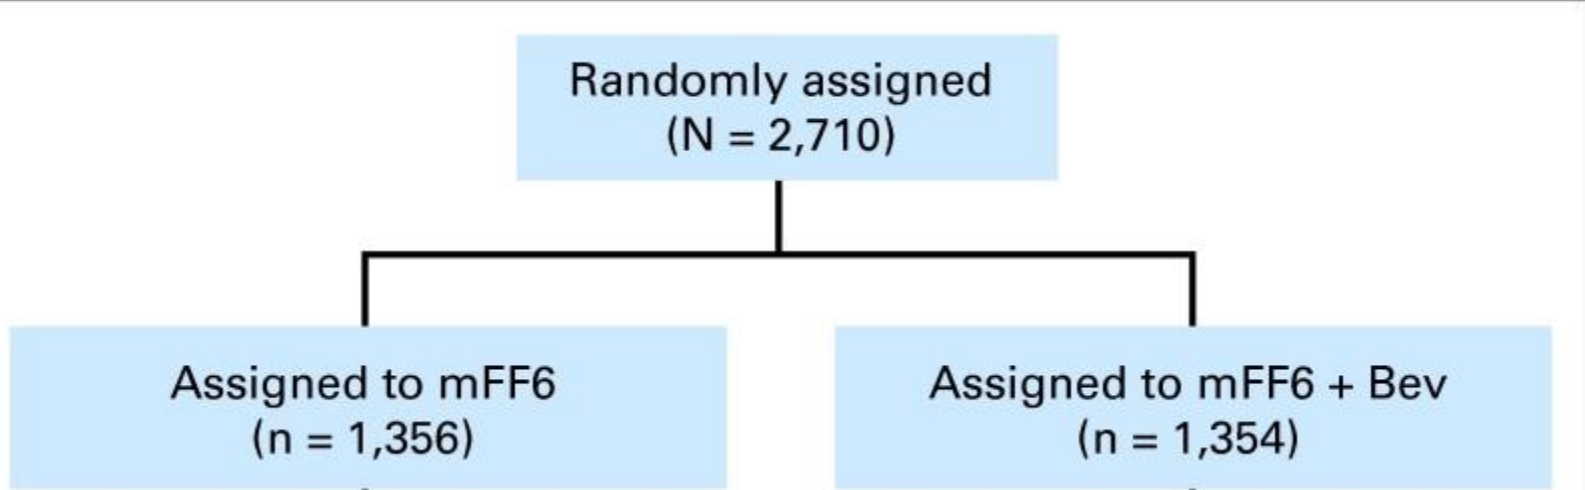 Randomly assigned
(N = 2,710)
Assigned to mFF6
(n = 1,356)
Assigned to mFF6 + Bev
(n = 1,354)